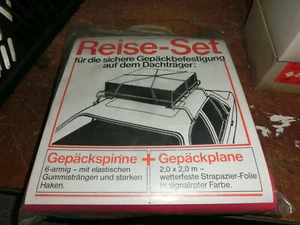 Reise-Set
für die sichere Gepäckbefestigung
auf dem Dachträger:
Gepäckspinne + Gepäckplane
6-armig – mit elastischen
Gummisträngen und starken
Haken.
2,0 x 2,0 m –
wetterfeste Strapazier-Folie
in signalroter Farbe.